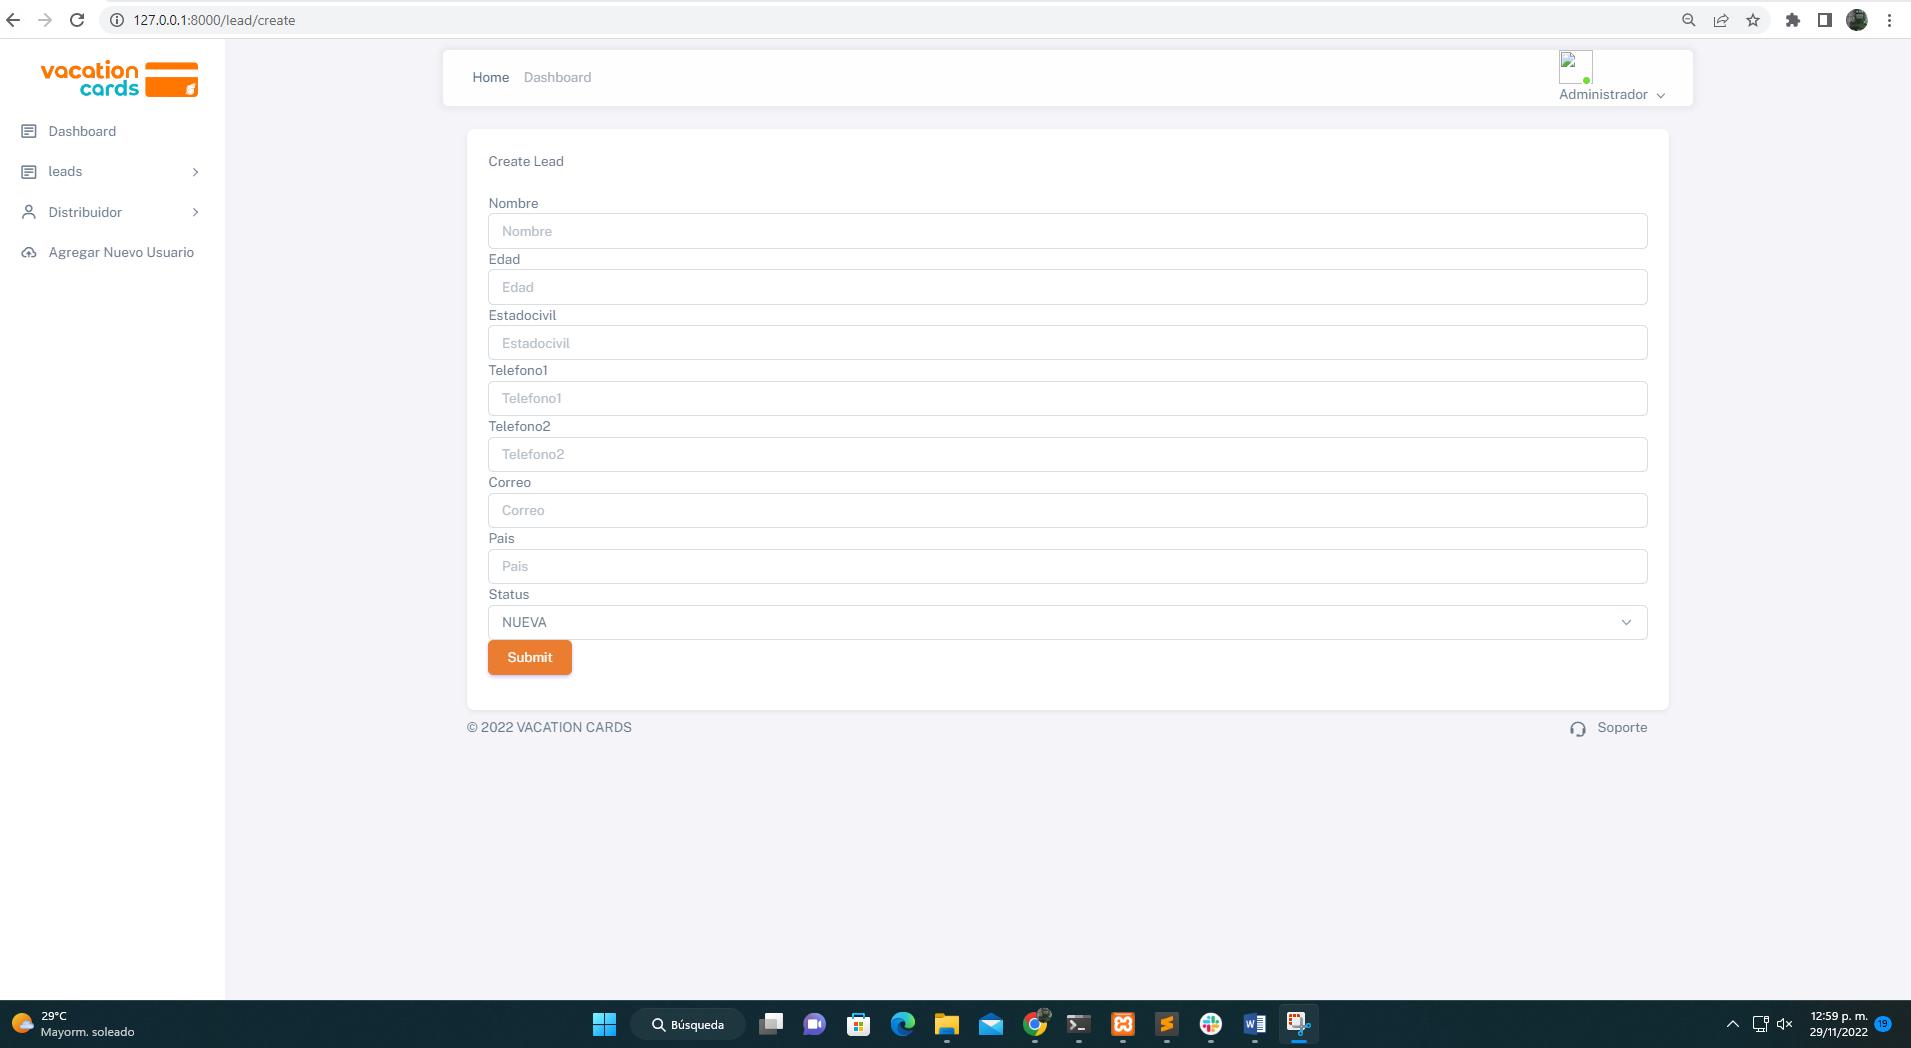 127.0.0.1:8000/lead/create
vacation
cards
Dashboard
leads
Distribuidor
Agregar Nuevo Usuario
Home Dashboard
Administrador
Create Lead
Nombre
Nombre
Edad
Edad
Estadocivil
Estadocivil
Telefono1
Telefono1
Telefono2
Telefono2
Correo
Correo
Pais
Pais
Status
NUEVA
Submit
© 2022 VACATION CARDS
Soporte
29°C
Mayorm. soleado
Búsqueda
12:59 p. m.
29/11/2022
19